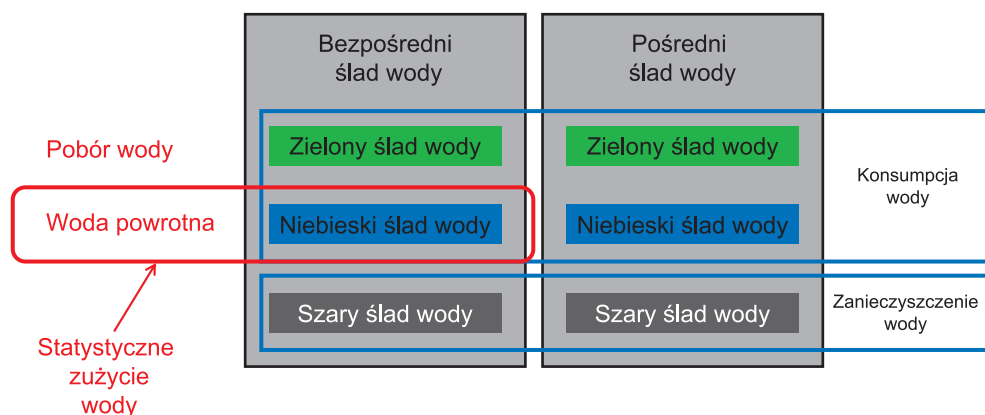 Bezpośredni
ślad wody
Pośredni
ślad wody
Pobór wody
Zielony ślad wody
Zielony ślad wody
Konsumpcja
wody
Woda powrotna
Niebieski ślad wody
Niebieski ślad wody
Szary ślad wody
Szary ślad wody
Zanieczyszczenie
wody
Statystyczne
zużycie
wody